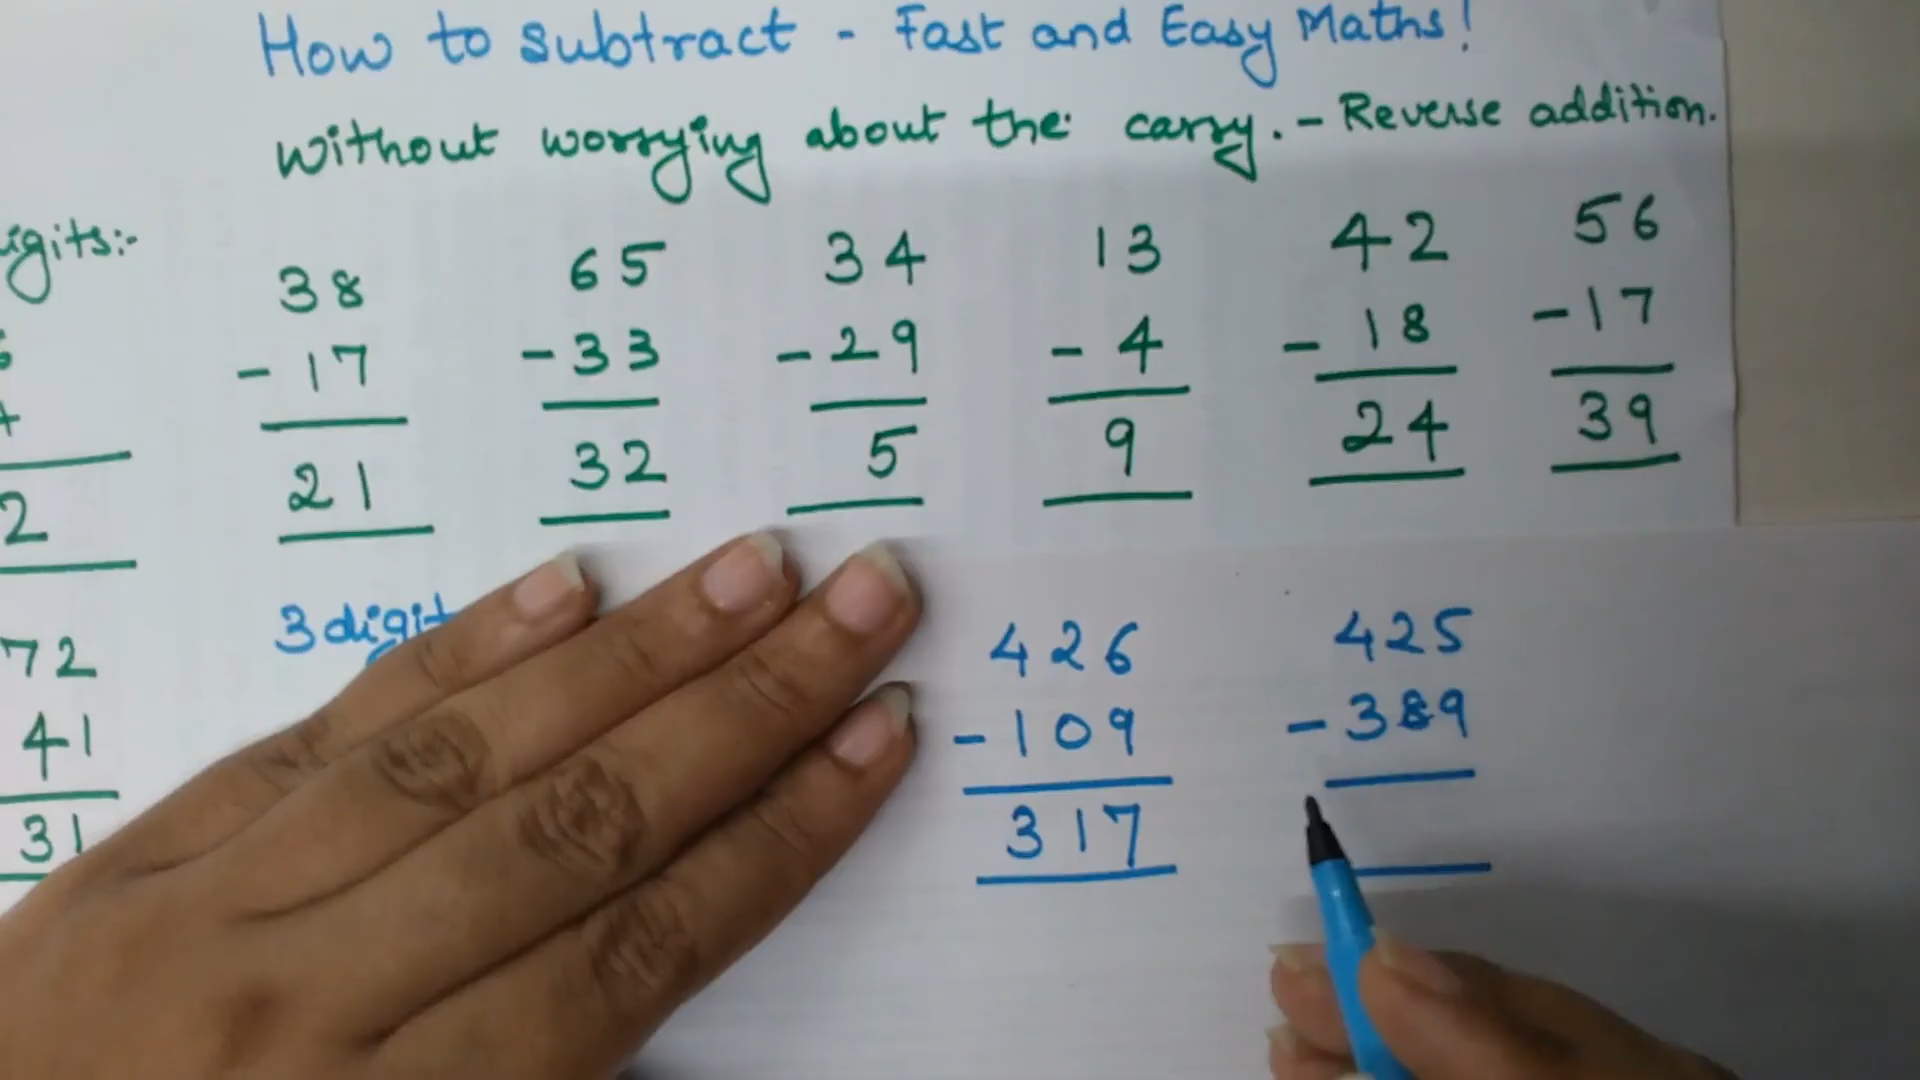 How to subtract - Fast and Easy Maths!
without worrying about the carry. - Reverse addition.
igits:-
38 65 34 13 42 56
- 17 - 33 - 29 - 4 - 18 - 17
21 32 5 9 24 39
2
3 digit
72
41
31
426 425
- 109 - 389
317